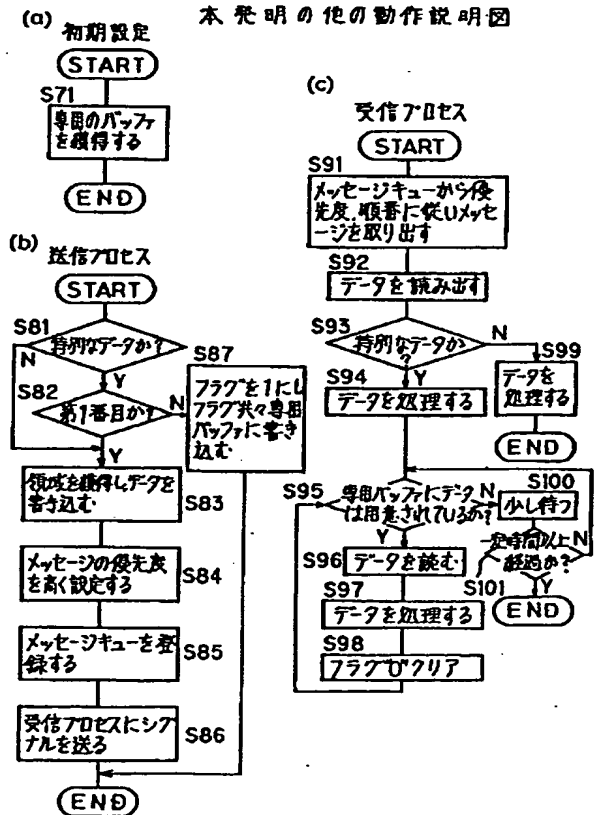 本発明の他の動作説明図
(a) 初期設定
START
S71
専用のバッファ
を獲得する
END
(b) 送信プロセス
START
S81
特別なデータか?
N
Y
S82
第1番目か?
N
Y
S87
フラグを1にし
フラグ共々専用
バッファに書き
込む
領域を獲得しデータを
書き込む
S83
メッセージの優先度
を高く設定する
S84
メッセージキューを登
録する
S85
受信プロセスにシグ
ナルを送る
S86
END
(c)
受信プロセス
START
S91
メッセージキューから優
先度、順番に従いメッセ
ージを取り出す
S92
データを読み出す
S93
特別なデータか
?
N
Y
S99
データを
処理する
END
S94
データを処理する
S95
専用バッファにデータ
は用意されているか?
N
Y
S100
少し待つ
一定時間以上
経過か?
N
S101
Y
END
S96
データを読む
S97
データを処理する
S98
フラグ0クリア